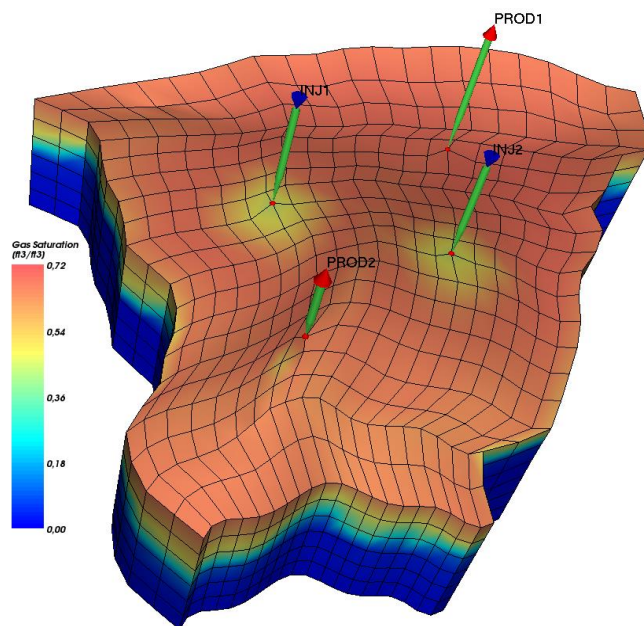 PROD1
INJ1
INJ2
PROD2
Gas Saturation
(ft3/ft3)
0,72
0,54
0,36
0,18
0,00